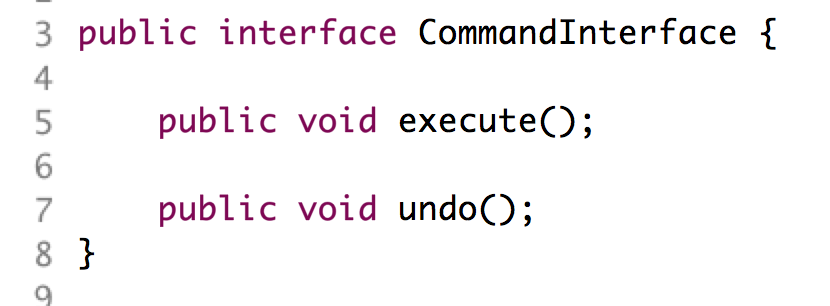 3 public interface CommandInterface {
4
5 public void execute();
6
7 public void undo();
8 }
9